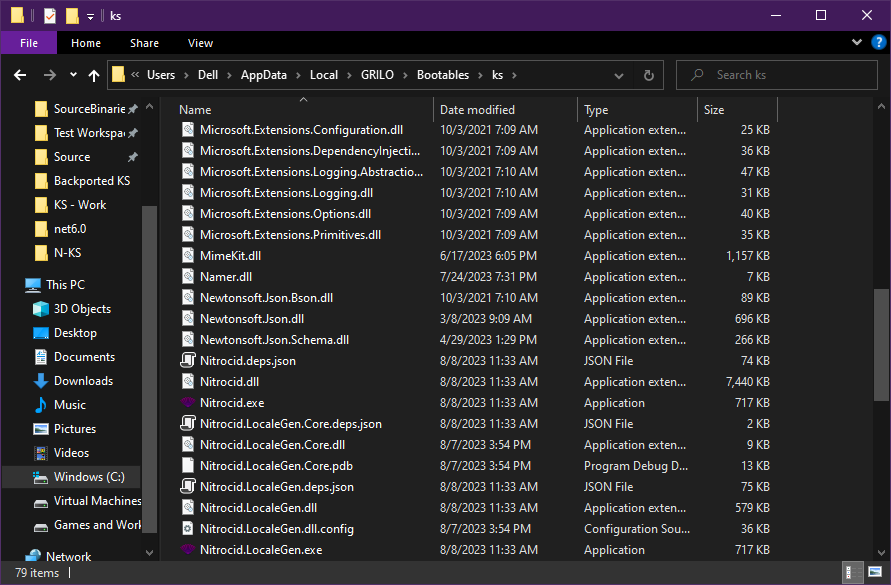 ks
File Home Share View
« Users › Dell › AppData › Local › GRILO › Bootables › ks ›
Search ks
SourceBinarie
Test Workspa
Source
Backported KS
KS - Work
net6.0
N-KS
This PC
3D Objects
Desktop
Documents
Downloads
Music
Pictures
Videos
Windows (C:)
Virtual Machines
Games and Work
Network
Name Date modified Type Size
Microsoft.Extensions.Configuration.dll 10/3/2021 7:09 AM Application exten... 25 KB
Microsoft.Extensions.DependencyInjecti... 10/3/2021 7:09 AM Application exten... 36 KB
Microsoft.Extensions.Logging.Abstractio... 10/3/2021 7:10 AM Application exten... 47 KB
Microsoft.Extensions.Logging.dll 10/3/2021 7:10 AM Application exten... 31 KB
Microsoft.Extensions.Options.dll 10/3/2021 7:09 AM Application exten... 40 KB
Microsoft.Extensions.Primitives.dll 10/3/2021 7:09 AM Application exten... 35 KB
MimeKit.dll 6/17/2023 6:05 PM Application exten... 1,157 KB
Namer.dll 7/24/2023 7:31 PM Application exten... 7 KB
Newtonsoft.Json.Bson.dll 10/3/2021 7:10 AM Application exten... 89 KB
Newtonsoft.Json.dll 3/8/2023 9:09 AM Application exten... 696 KB
Newtonsoft.Json.Schema.dll 4/29/2023 1:29 PM Application exten... 266 KB
Nitrocid.deps.json 8/8/2023 11:33 AM JSON File 74 KB
Nitrocid.dll 8/8/2023 11:33 AM Application exten... 7,440 KB
Nitrocid.exe 8/8/2023 11:33 AM Application 717 KB
Nitrocid.LocaleGen.Core.deps.json 8/8/2023 11:33 AM JSON File 2 KB
Nitrocid.LocaleGen.Core.dll 8/7/2023 3:54 PM Application exten... 9 KB
Nitrocid.LocaleGen.Core.pdb 8/7/2023 3:54 PM Program Debug D... 13 KB
Nitrocid.LocaleGen.deps.json 8/8/2023 11:33 AM JSON File 75 KB
Nitrocid.LocaleGen.dll 8/8/2023 11:33 AM Application exten... 579 KB
Nitrocid.LocaleGen.dll.config 8/7/2023 3:54 PM Configuration Sou... 36 KB
Nitrocid.LocaleGen.exe 8/8/2023 11:33 AM Application 717 KB
79 items